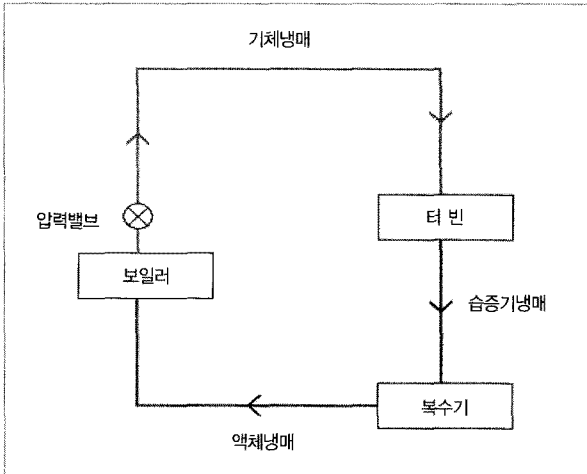 기체냉매
압력밸브
터 빈
보일러
습증기냉매
복수기
액체냉매